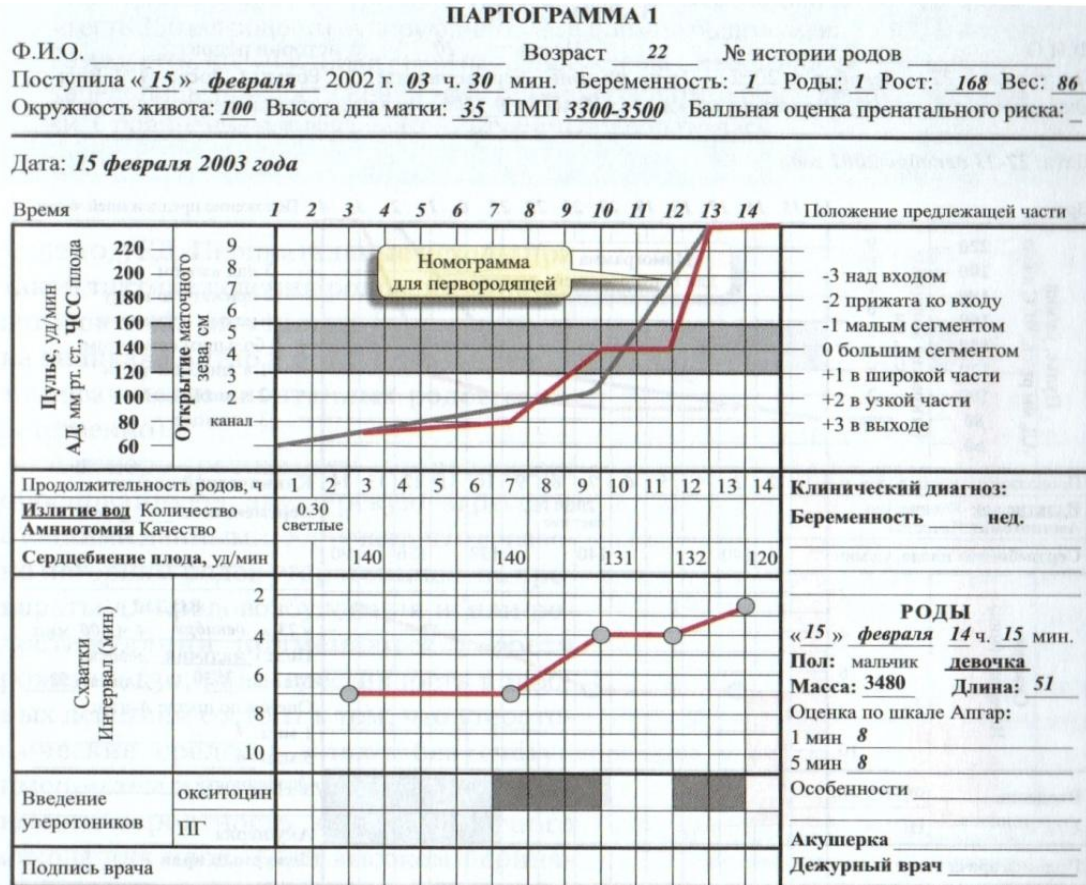 ПАРТОГРАММА 1
Ф.И.О. Возраст 22 № истории родов
Поступила « 15 » февраля 2002 г. 03 ч. 30 мин. Беременность: 1 Роды: 1 Рост: 168 Вес: 86
Окружность живота: 100 Высота дна матки: 35 ПМП 3300-3500 Балльная оценка пренатального риска:
Дата: 15 февраля 2003 года
Время 1 2 3 4 5 6 7 8 9 10 11 12 13 14 Положение предлежащей части
Пульс, уд/мин
АД, мм рт. ст., ЧСС плода
220
200
180
160
140
120
100
80
60
Открытие маточного зева, см
9
8
7
6
5
4
3
2
канал
Номограмма
для первородящей
-3 над входом
-2 прижата ко входу
-1 малым сегментом
0 большим сегментом
+1 в широкой части
+2 в узкой части
+3 в выходе
Продолжительность родов, ч 1 2 3 4 5 6 7 8 9 10 11 12 13 14
Излитие вод Количество 0.30
Амниотомия Качество светлые
Сердцебиение плода, уд/мин 140 140 131 132 120
Схватки
Интервал (мин)
2
4
6
8
10
Введение
утеротоников
окситоцин
ПГ
Подпись врача
Клинический диагноз:
Беременность нед.
РОДЫ
« 15 » февраля 14 ч. 15 мин.
Пол: мальчик девочка
Масса: 3480 Длина: 51
Оценка по шкале Апгар:
1 мин 8
5 мин 8
Особенности
Акушерка
Дежурный врач